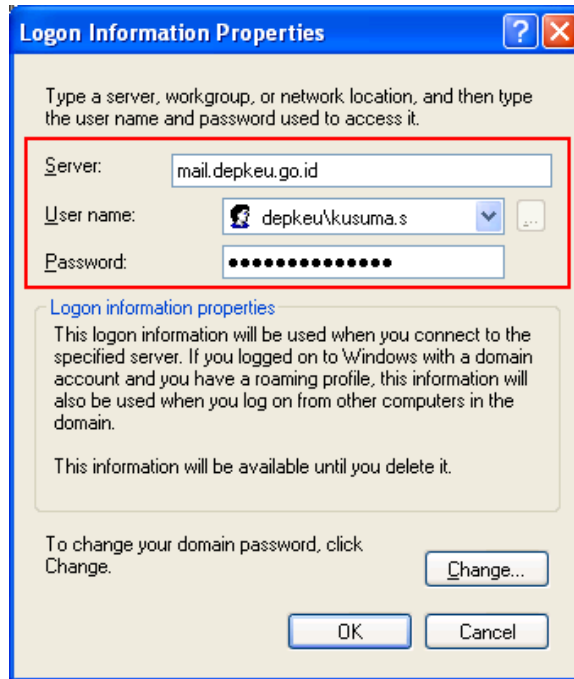 Logon Information Properties
Type a server, workgroup, or network location, and then type
the user name and password used to access it.
Server: mail.depkeu.go.id
User name: depkeu\kusuma.s ...
Password: ●●●●●●●●●●●●●●
Logon information properties
This logon information will be used when you connect to the
specified server. If you logged on to Windows with a domain
account and you have a roaming profile, this information will
also be used when you log on from other computers in the
domain.
This information will be available until you delete it.
To change your domain password, click
Change.
Change...
OK Cancel